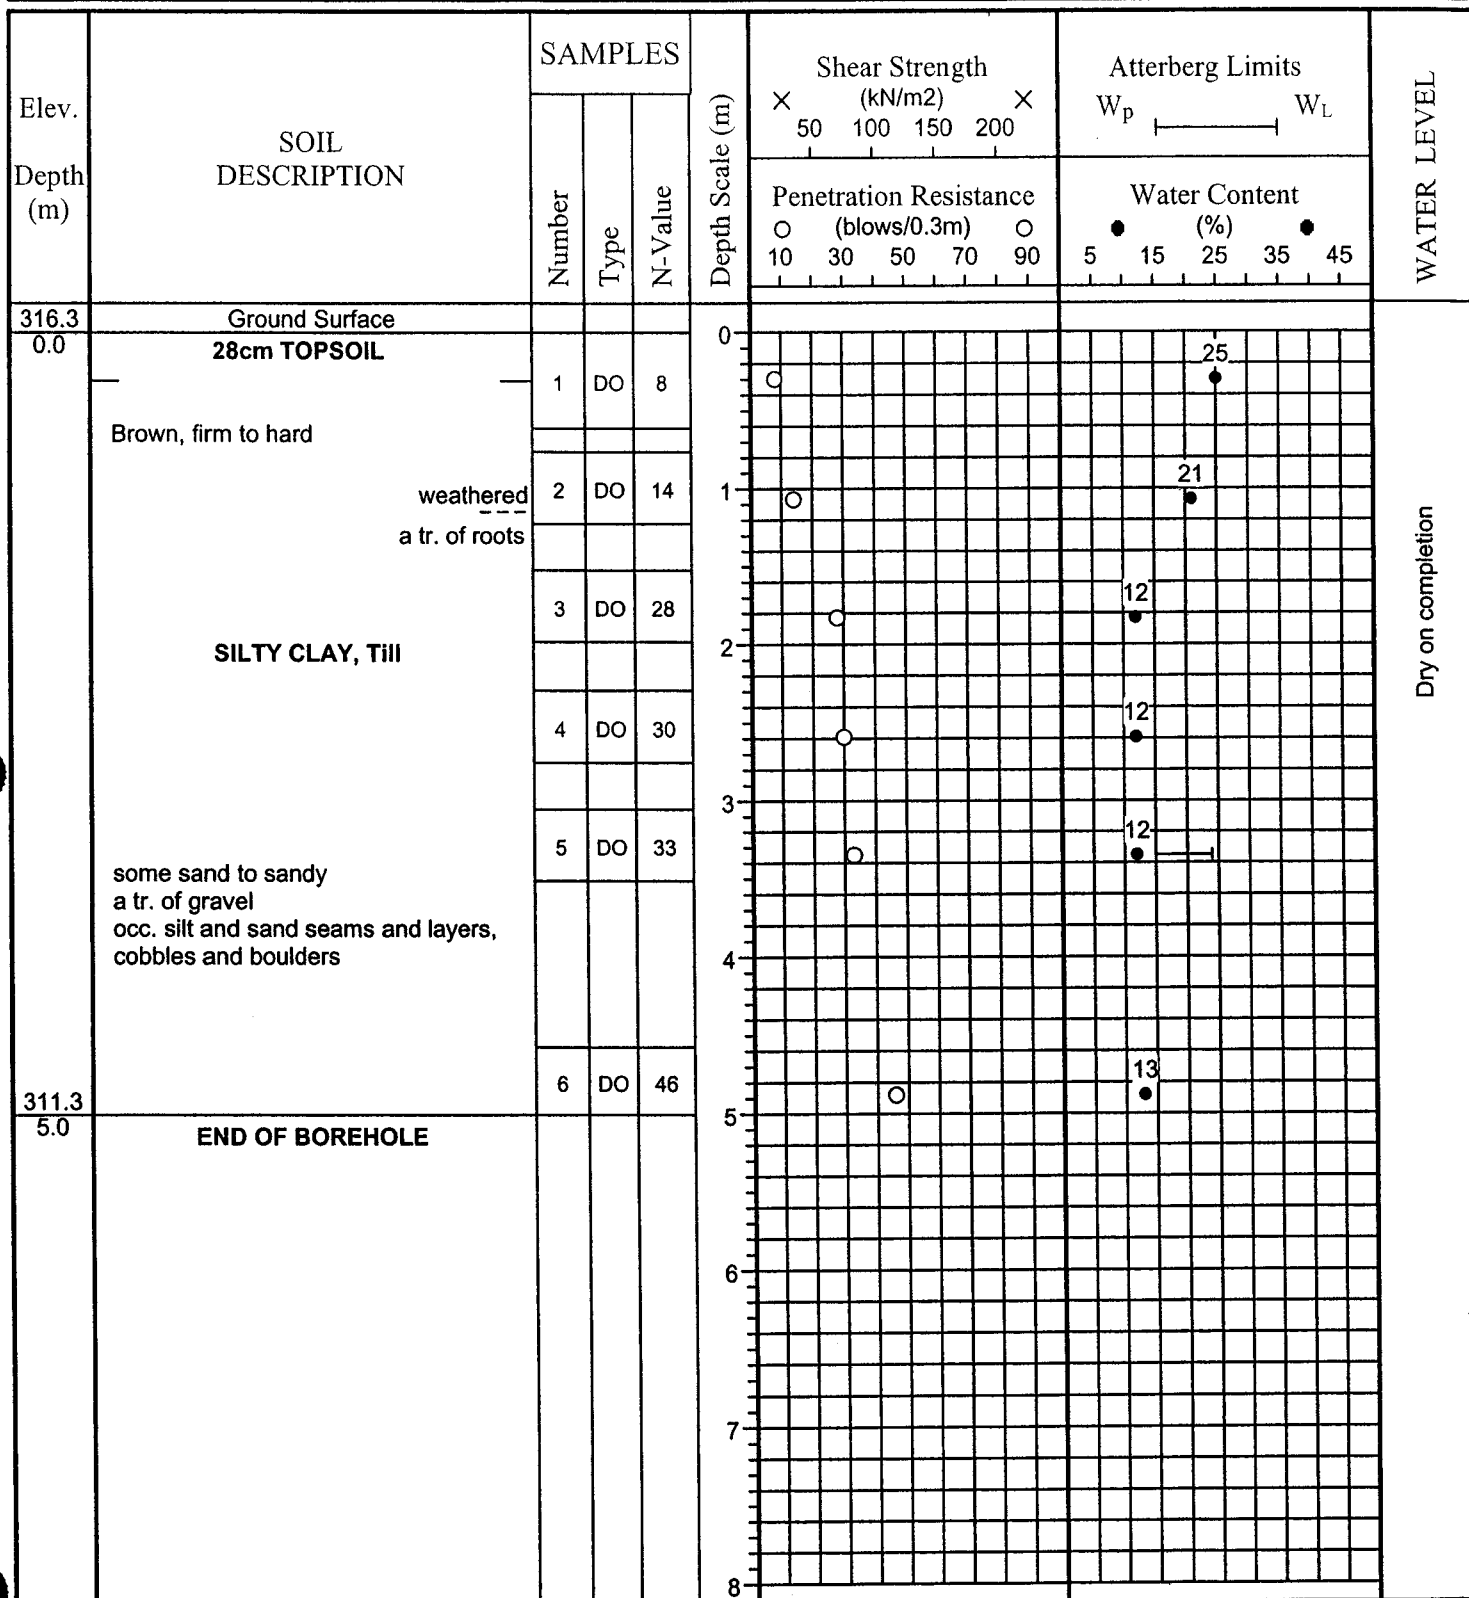 Elev.
Depth
(m)
SOIL
DESCRIPTION
SAMPLES
Number
Type
N-Value
Depth Scale (m)
Shear Strength
× (kN/m2) ×
50 100 150 200
Penetration Resistance
(blows/0.3m)
10 30 50 70 90
Atterberg Limits
Wp WL
Water Content
(%)
5 15 25 35 45
WATER LEVEL
316.3 Ground Surface
0.0 28cm TOPSOIL
0
25
1 DO 8
Brown, firm to hard
21
weathered 2 DO 14
1
a tr. of roots
12
3 DO 28
SILTY CLAY, Till
2
12
4 DO 30
3
12
5 DO 33
some sand to sandy
a tr. of gravel
occ. silt and sand seams and layers,
cobbles and boulders
4
13
6 DO 46
311.3
5.0 END OF BOREHOLE
5
6
7
8
Dry on completion